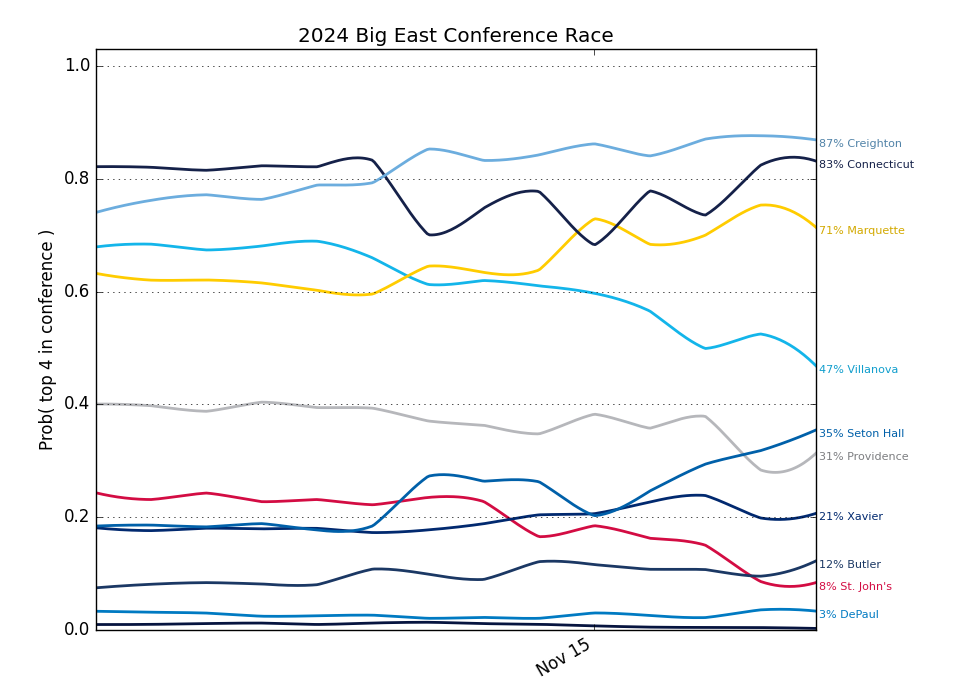 2024 Big East Conference Race
Prob( top 4 in conference )
1.0
0.8
0.6
0.4
0.2
0.0
Nov 15
87% Creighton
83% Connecticut
71% Marquette
47% Villanova
35% Seton Hall
31% Providence
21% Xavier
12% Butler
8% St. John's
3% DePaul